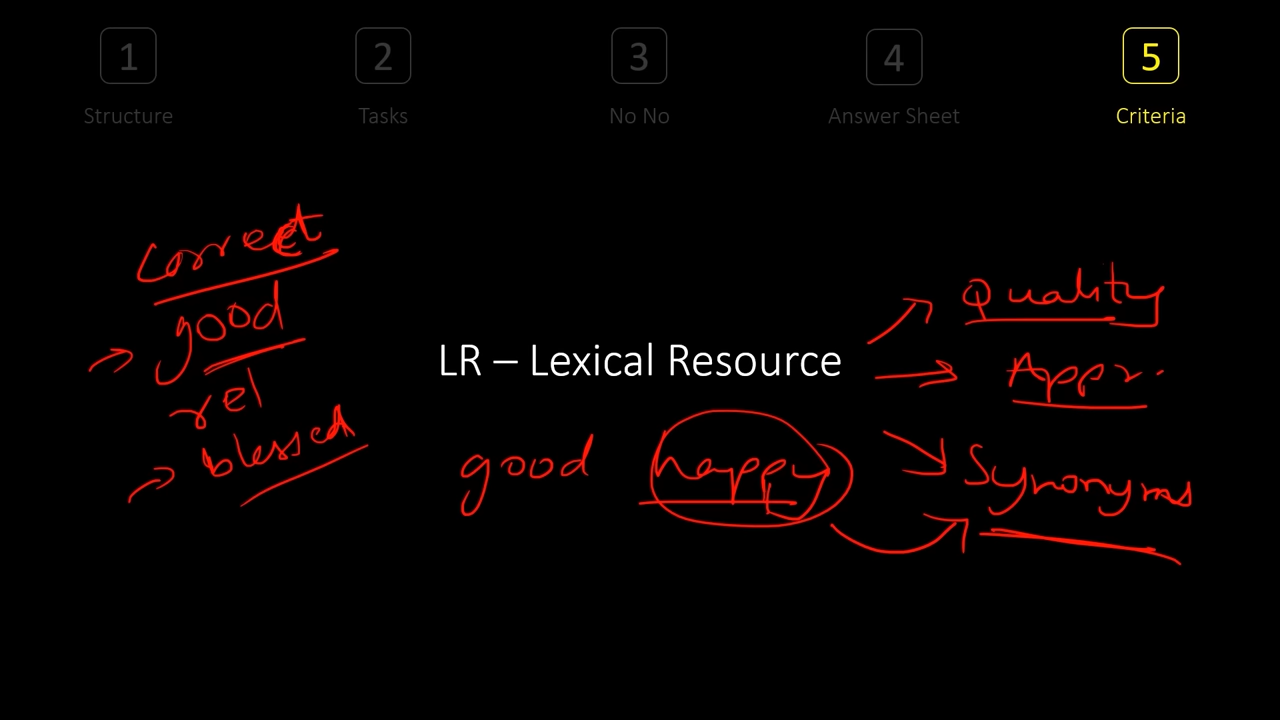 1 2 3 4 5
Structure Tasks No No Answer Sheet Criteria
correct
good
rel
blessed
LR – Lexical Resource
good happy
Quality
Appr.
Synonyms